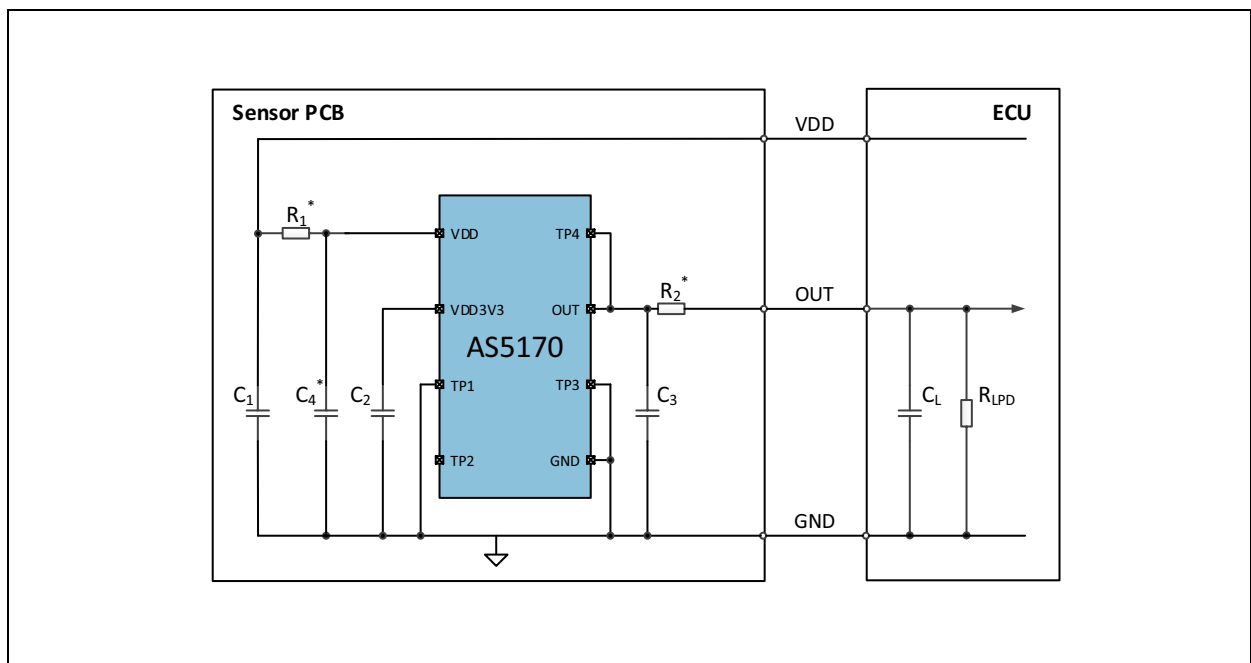 Sensor PCB
ECU
VDD
R1*
VDD
TP4
VDD3V3
OUT
R2*
OUT
AS5170
C1
C4*
C2
TP1
TP3
C3
CL
RLPD
TP2
GND
GND